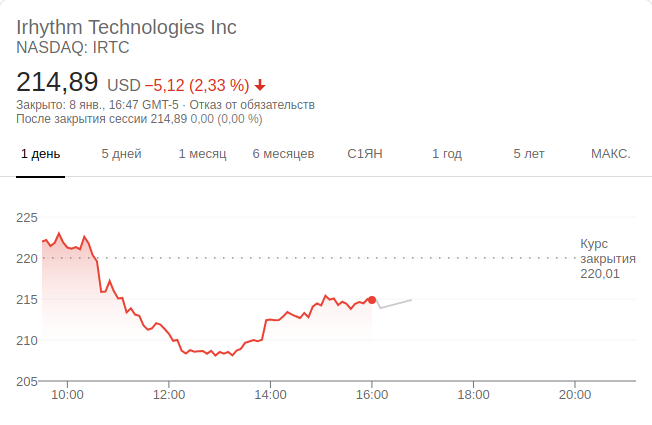 Irhythm Technologies Inc
NASDAQ: IRTC
214,89 USD −5,12 (2,33 %)
Закрыто: 8 янв., 16:47 GMT-5 · Отказ от обязательств
После закрытия сессии 214,89 0,00 (0,00 %)
1 день 5 дней 1 месяц 6 месяцев С1ЯН 1 год 5 лет МАКС.
225
220
215
210
205
Курс
закрытия
220,01
10:00 12:00 14:00 16:00 18:00 20:00